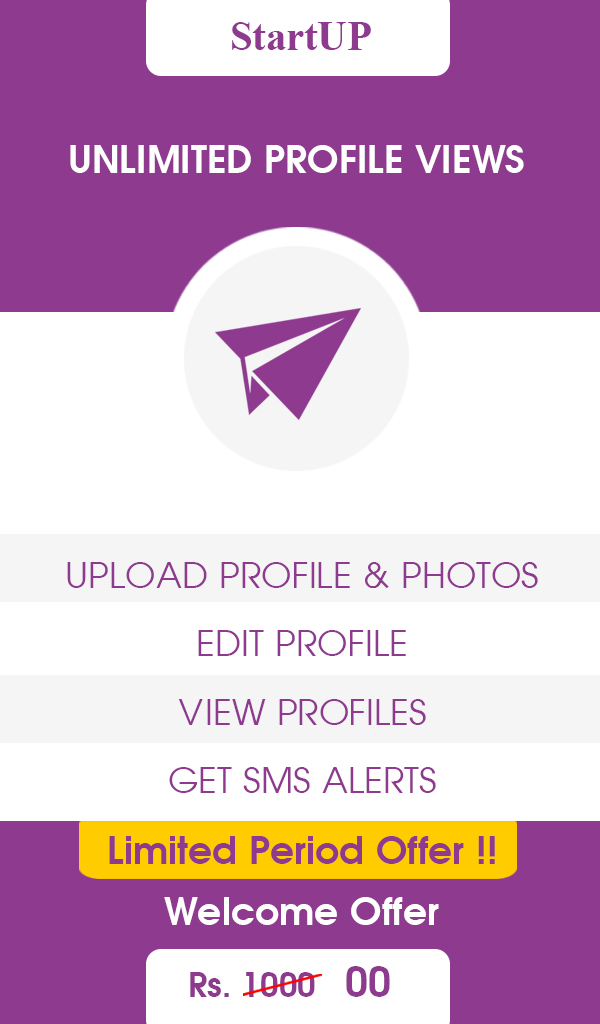 StartUP
UNLIMITED PROFILE VIEWS
UPLOAD PROFILE & PHOTOS
EDIT PROFILE
VIEW PROFILES
GET SMS ALERTS
Limited Period Offer !!
Welcome Offer
Rs. 1000 00